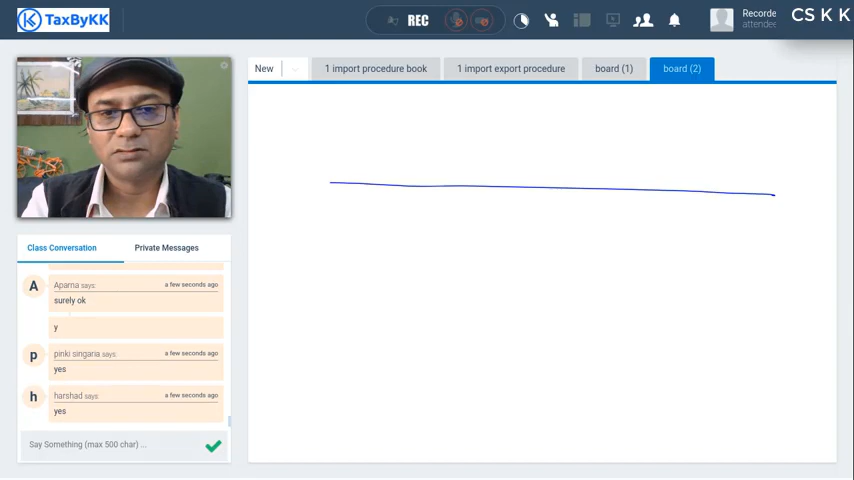 TaxByKK
REC
Recorde
attendee
CS K K
New
1 import procedure book
1 import export procedure
board (1)
board (2)
Class Conversation
Private Messages
A
Aparna says:
a few seconds ago
surely ok
y
p
pinki singaria says:
a few seconds ago
yes
h
harshad says:
a few seconds ago
yes
Say Something (max 500 char) ...